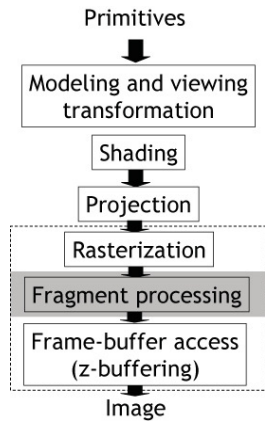 Primitives
Modeling and viewing
transformation
Shading
Projection
Rasterization
Fragment processing
Frame-buffer access
(z-buffering)
Image